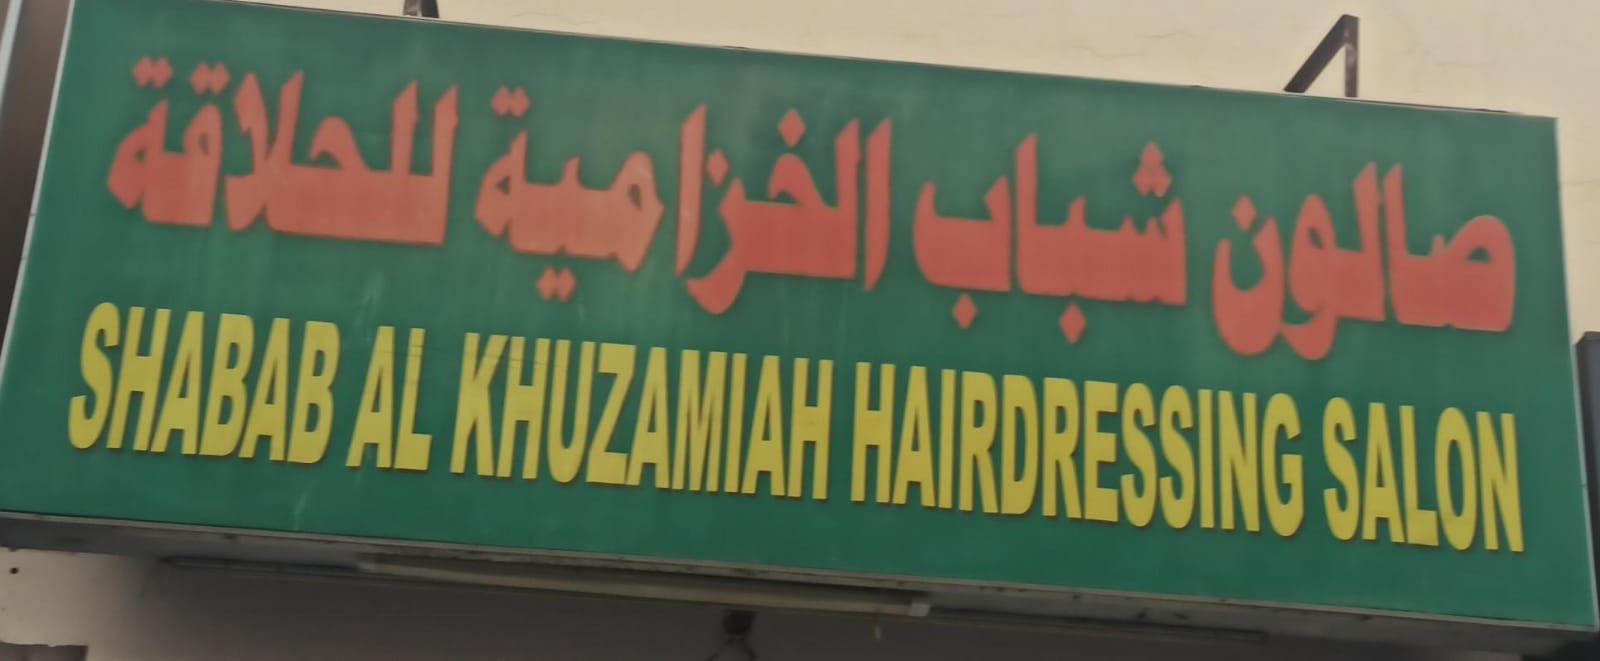 صالون شباب الخزامية للحلاقة
SHABAB AL KHUZAMIAH HAIRDRESSING SALON